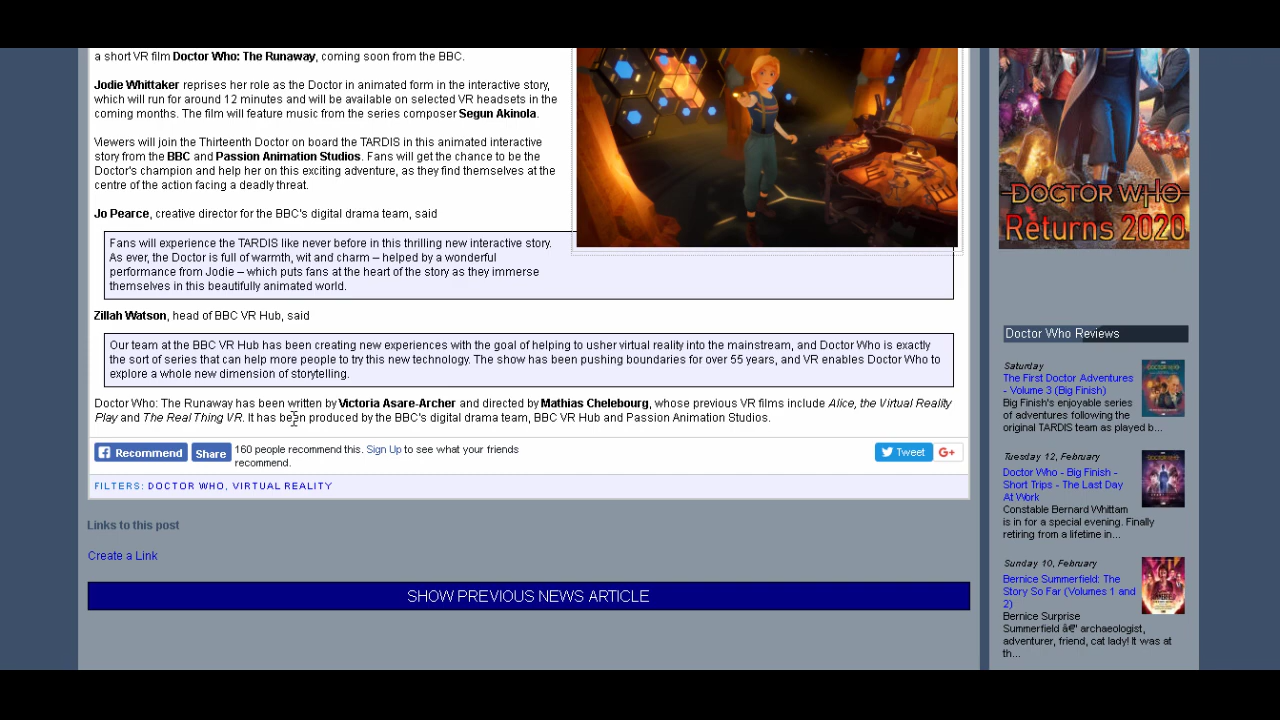 a short VR film Doctor Who: The Runaway, coming soon from the BBC.
Jodie Whittaker reprises her role as the Doctor in animated form in the interactive story,
which will run for around 12 minutes and will be available on selected VR headsets in the
coming months. The film will feature music from the series composer Segun Akinola.
Viewers will join the Thirteenth Doctor on board the TARDIS in this animated interactive
story from the BBC and Passion Animation Studios. Fans will get the chance to be the
Doctor's champion and help her on this exciting adventure, as they find themselves at the
centre of the action facing a deadly threat.
Jo Pearce, creative director for the BBC's digital drama team, said
Fans will experience the TARDIS like never before in this thrilling new interactive story.
As ever, the Doctor is full of warmth, wit and charm – helped by a wonderful
performance from Jodie – which puts fans at the heart of the story as they immerse
themselves in this beautifully animated world.
Zillah Watson, head of BBC VR Hub, said
Our team at the BBC VR Hub has been creating new experiences with the goal of helping to usher virtual reality into the mainstream, and Doctor Who is exactly
the sort of series that can help more people to try this new technology. The show has been pushing boundaries for over 55 years, and VR enables Doctor Who to
explore a whole new dimension of storytelling.
Doctor Who: The Runaway has been written by Victoria Asare-Archer and directed by Mathias Chelebourg, whose previous VR films include Alice, the Virtual Reality
Play and The Real Thing VR. It has been produced by the BBC's digital drama team, BBC VR Hub and Passion Animation Studios.
Recommend Share 160 people recommend this. Sign Up to see what your friends
recommend.
Tweet G+
FILTERS: DOCTOR WHO, VIRTUAL REALITY
Links to this post
Create a Link
SHOW PREVIOUS NEWS ARTICLE
DOCTOR WHO
Returns 2020
Doctor Who Reviews
Saturday
The First Doctor Adventures
- Volume 3 (Big Finish)
Big Finish's enjoyable series
of adventures following the
original TARDIS team as played b...
Tuesday 12, February
Doctor Who - Big Finish -
Short Trips - The Last Day
At Work
Constable Bernard Whittam
is in for a special evening. Finally
retiring from a lifetime in...
Sunday 10, February
Bernice Summerfield: The
Story So Far (Volumes 1 and
2)
Bernice Surprise
Summerfield â€" archaeologist,
adventurer, friend, cat lady! It was at
th...